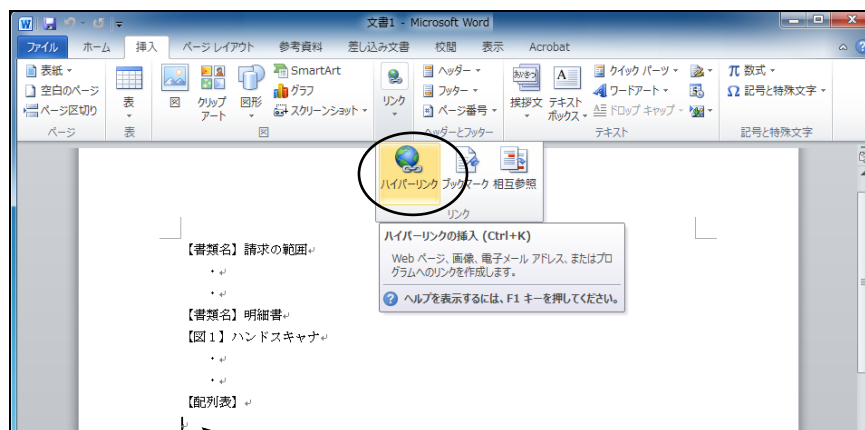 文書1 - Microsoft Word
ファイル ホーム 挿入 ページ レイアウト 参考資料 差し込み文書 校閲 表示 Acrobat
表紙
空白のページ
ページ区切り
ページ
表
表
図
クリップ アート
図形
SmartArt
グラフ
スクリーンショット
図
リンク
ヘッダー
フッター
ページ番号
ヘッダーとフッター
あいさつ
挨拶文
テキスト ボックス
クイック パーツ
ワードアート
ドロップ キャップ
テキスト
π 数式
Ω 記号と特殊文字
記号と特殊文字
ハイパーリンク ブックマーク 相互参照
リンク
ハイパーリンクの挿入 (Ctrl+K)
Web ページ、画像、電子メール アドレス、またはプロ
グラムへのリンクを作成します。
ヘルプを表示するには、F1 キーを押してください。
【書類名】請求の範囲
・
・
【書類名】明細書
【図1】ハンドスキャナ
・
・
【配列表】